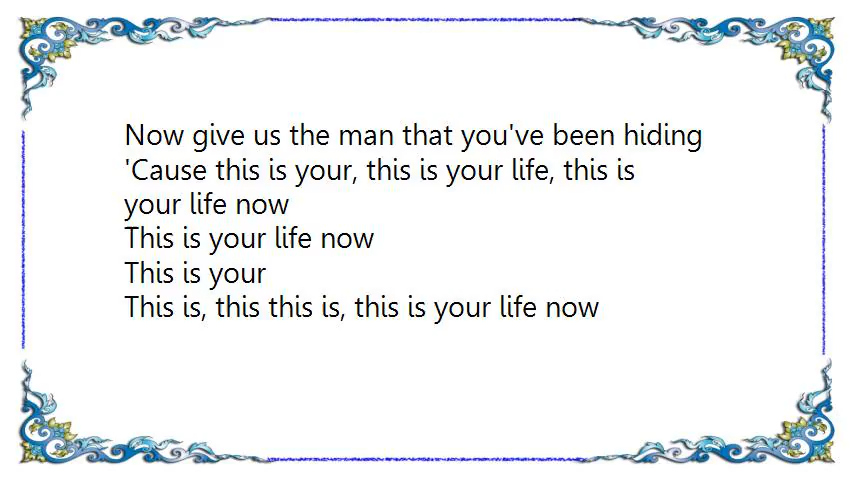 Now give us the man that you've been hiding
'Cause this is your, this is your life, this is
your life now
This is your life now
This is your
This is, this this is, this is your life now